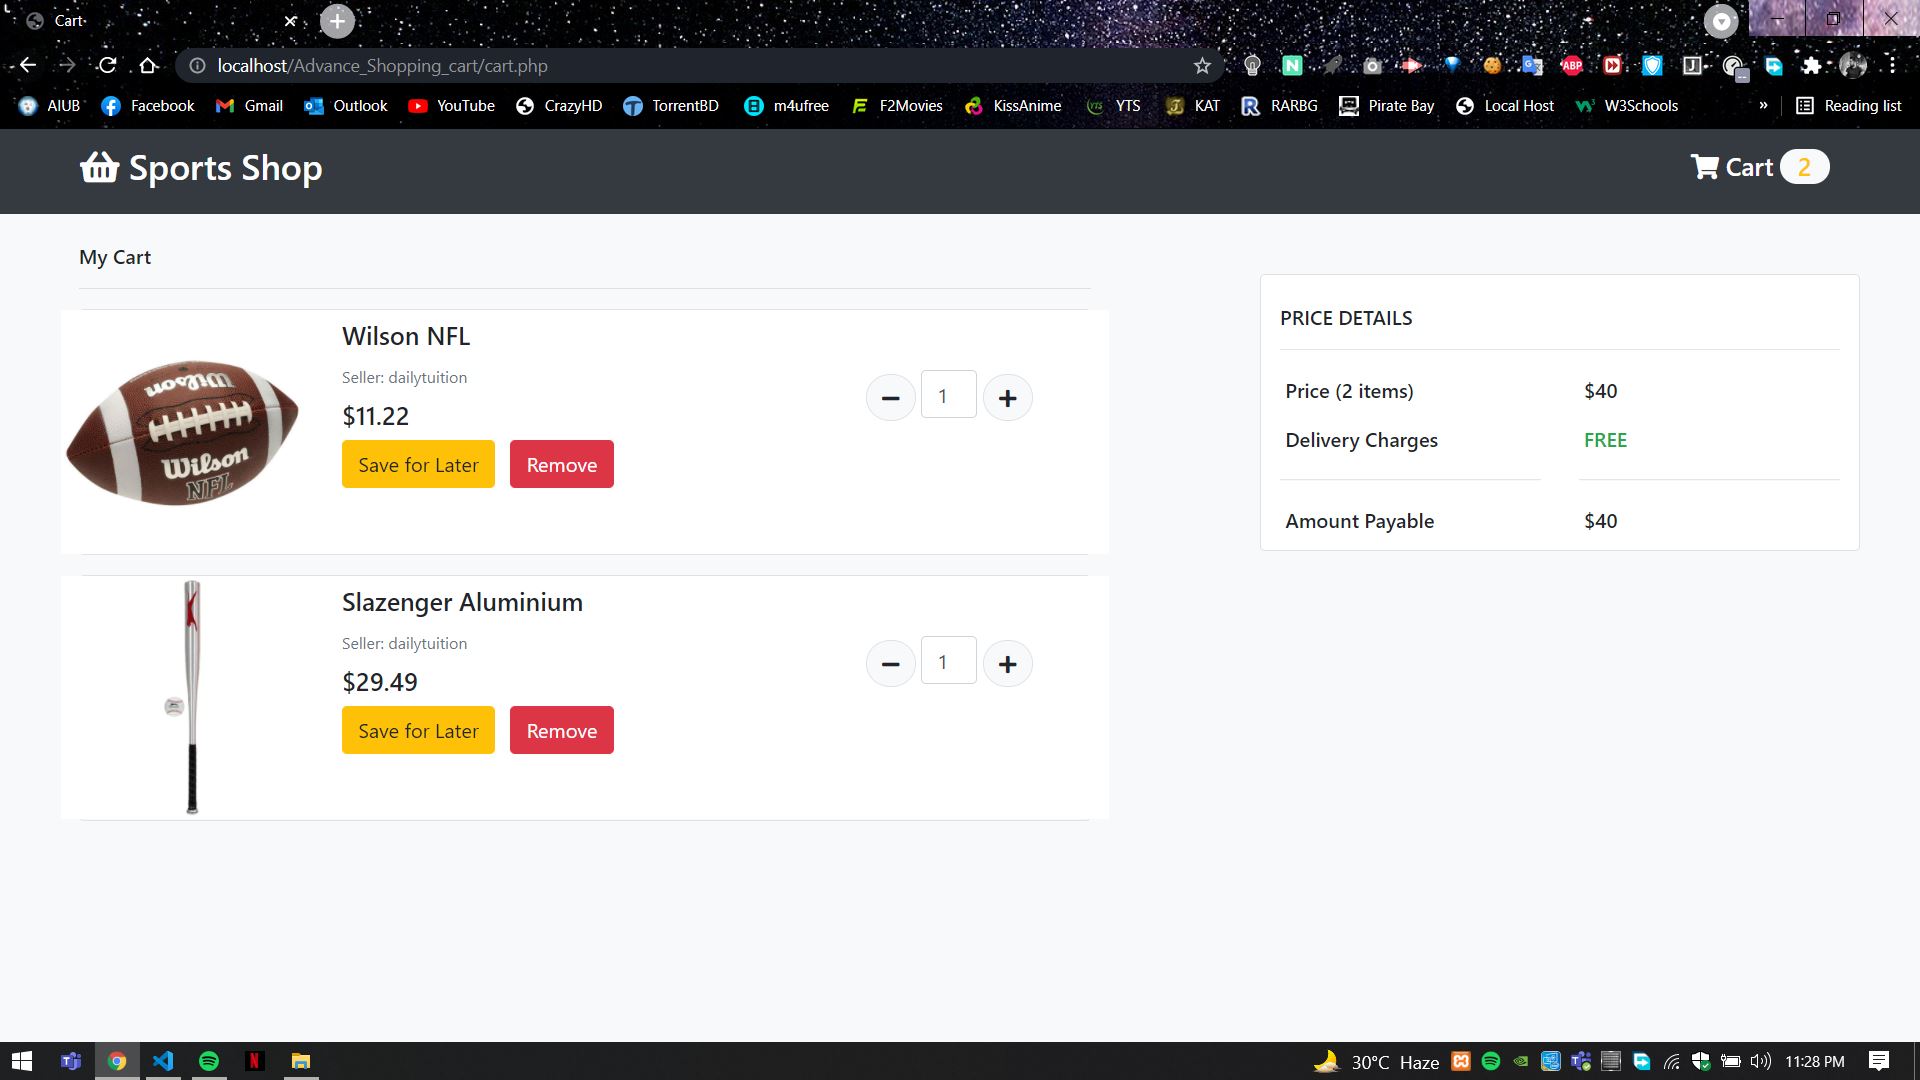 Cart
localhost/Advance_Shopping_cart/cart.php
AIUB Facebook Gmail Outlook YouTube CrazyHD TorrentBD m4ufree F2Movies KissAnime YTS KAT RARBG Pirate Bay Local Host W3Schools » Reading list
Sports Shop
Cart 2
My Cart
Wilson NFL
Seller: dailytuition
$11.22
Save for Later Remove
1
Wilson
Wilson
NFL
Slazenger Aluminium
Seller: dailytuition
$29.49
Save for Later Remove
1
PRICE DETAILS
Price (2 items) $40
Delivery Charges FREE
Amount Payable $40
30°C Haze
11:28 PM